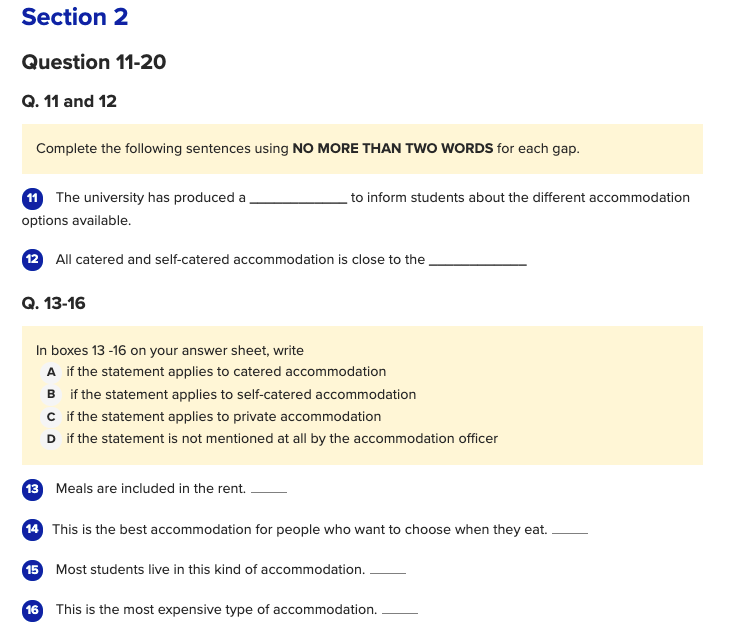 Section 2
Question 11-20
Q. 11 and 12
Complete the following sentences using NO MORE THAN TWO WORDS for each gap.
11 The university has produced a _____________ to inform students about the different accommodation
options available.
12 All catered and self-catered accommodation is close to the _____________
Q. 13-16
In boxes 13 -16 on your answer sheet, write
A if the statement applies to catered accommodation
B if the statement applies to self-catered accommodation
C if the statement applies to private accommodation
D if the statement is not mentioned at all by the accommodation officer
13 Meals are included in the rent. _____
14 This is the best accommodation for people who want to choose when they eat. _____
15 Most students live in this kind of accommodation. _____
16 This is the most expensive type of accommodation. _____